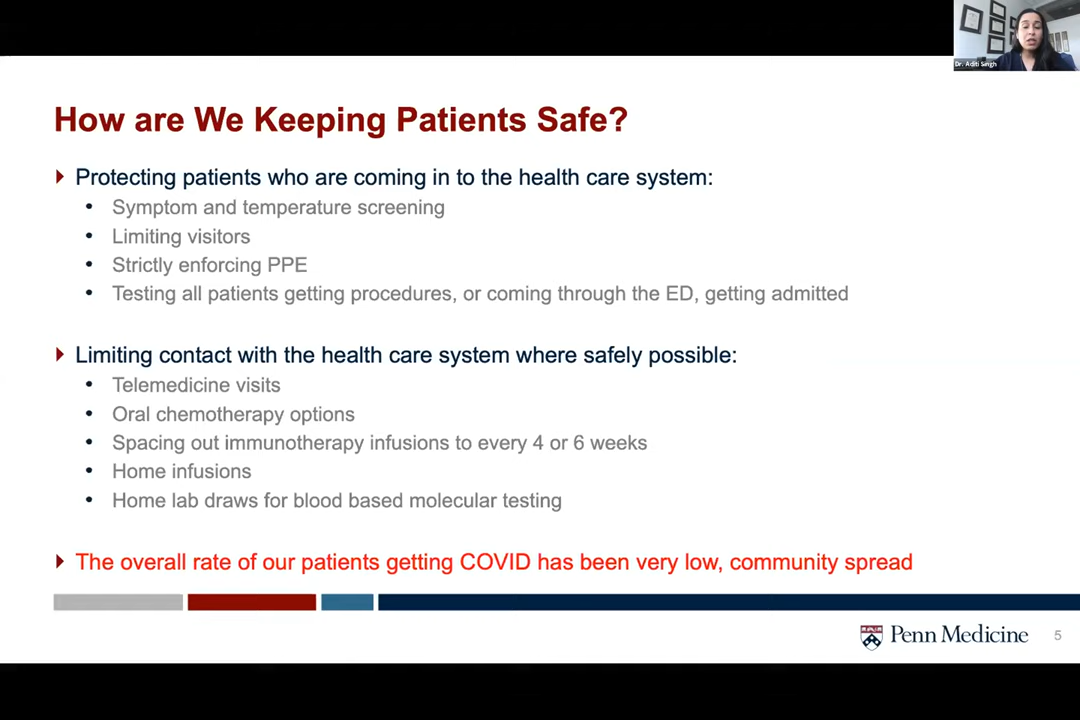 Dr. Aditi Singh
How are We Keeping Patients Safe?
Protecting patients who are coming in to the health care system:
• Symptom and temperature screening
• Limiting visitors
• Strictly enforcing PPE
• Testing all patients getting procedures, or coming through the ED, getting admitted
Limiting contact with the health care system where safely possible:
• Telemedicine visits
• Oral chemotherapy options
• Spacing out immunotherapy infusions to every 4 or 6 weeks
• Home infusions
• Home lab draws for blood based molecular testing
The overall rate of our patients getting COVID has been very low, community spread
Penn Medicine
5